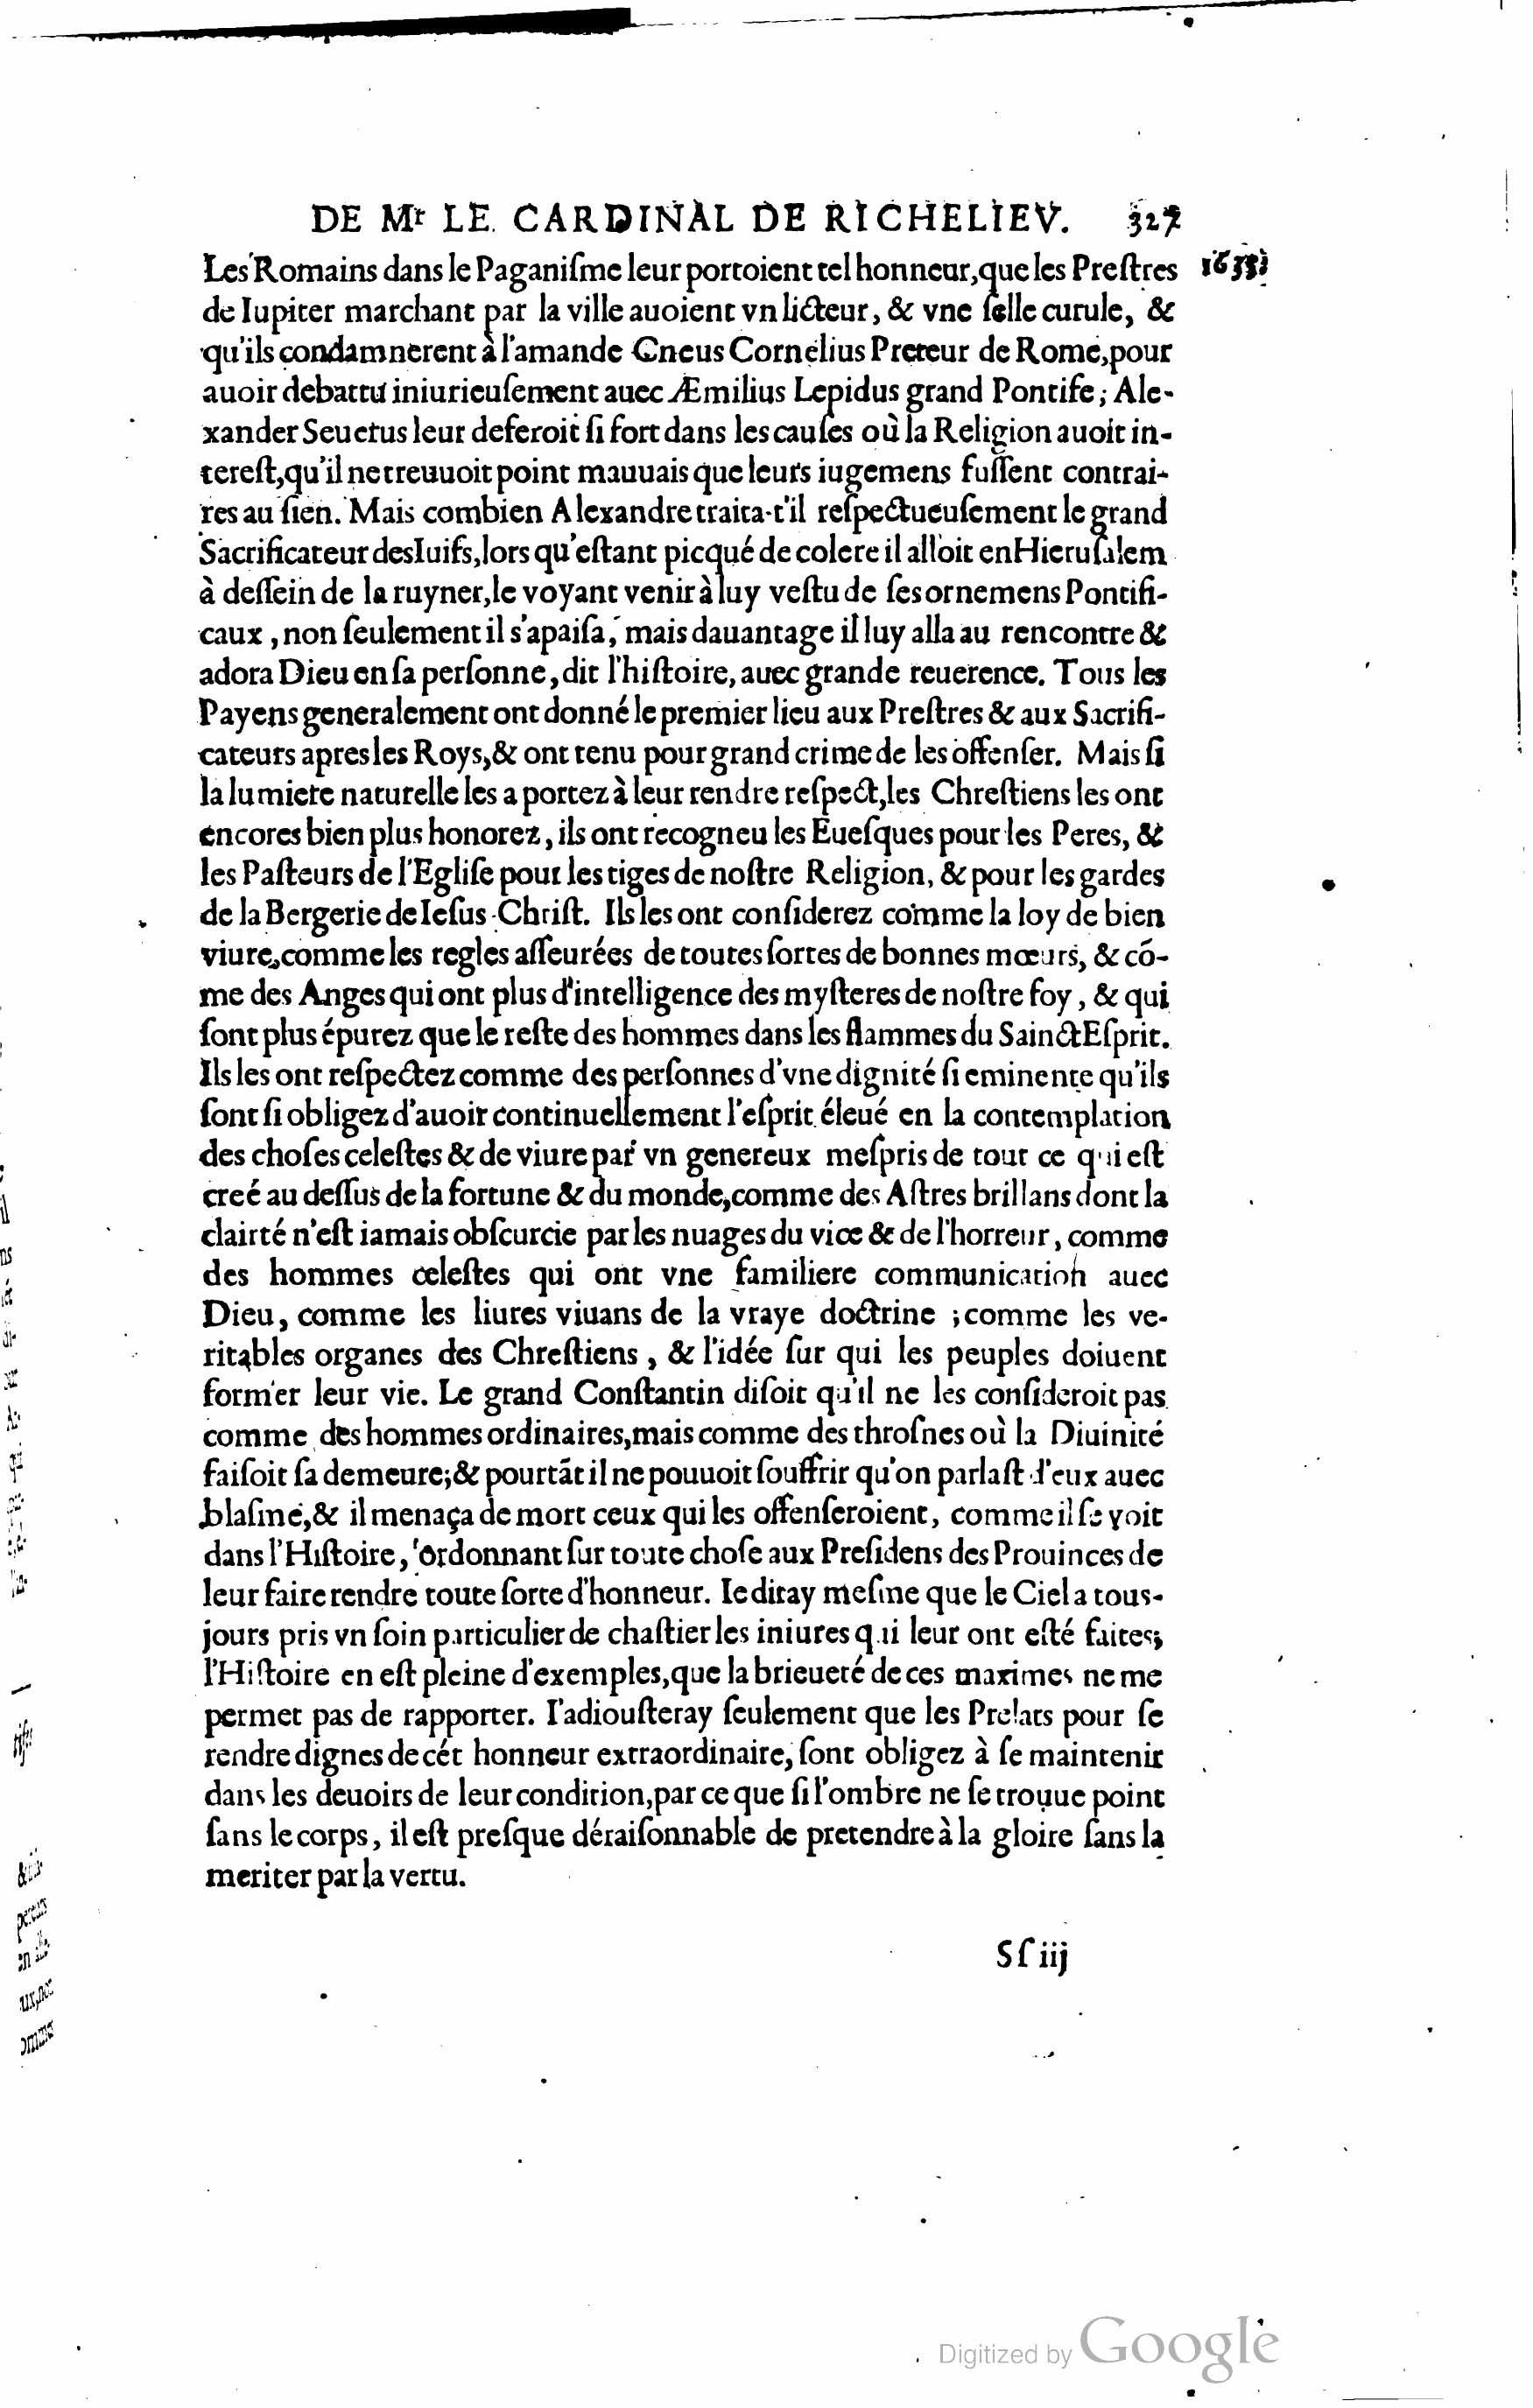 DE Mr LE CARDINAL DE RICHELIEV. 327
Les Romains dans le Paganiſme leur portoient tel honneur, que les Preſtres
de Iupiter marchant par la ville auoient vn licteur, & vne ſelle curule, &
qu'ils condamnerent à l'amande Cneus Cornelius Preteur de Rome, pour
auoir debattu iniurieuſement auec Æmilius Lepidus grand Pontife; Ale-
xander Seuerus leur deferoit ſi fort dans les cauſes où la Religion auoit in-
tereſt, qu'il ne treuuoit point mauuais que leurs iugemens fuſſent contrai-
res au ſien. Mais combien Alexandre traita-t'il reſpectueuſement le grand
Sacrificateur des Iuifs, lors qu'eſtant picqué de colere il alloit en Hieruſalem
à deſſein de la ruyner, le voyant venir à luy veſtu de ſes ornemens Pontifi-
caux, non ſeulement il s'apaiſa, mais dauantage il luy alla au rencontre &
adora Dieu en ſa perſonne, dit l'hiſtoire, auec grande reuerence. Tous les
Payens generalement ont donné le premier lieu aux Preſtres & aux Sacrifi-
cateurs apres les Roys, & ont tenu pour grand crime de les offenſer. Mais ſi
la lumiere naturelle les a portez à leur rendre reſpect, les Chreſtiens les ont
encores bien plus honorez, ils ont recogneu les Eueſques pour les Peres, &
les Paſteurs de l'Egliſe pour les tiges de noſtre Religion, & pour les gardes
de la Bergerie de Ieſus-Chriſt. Ils les ont conſiderez comme la loy de bien
viure, comme les regles aſſeurées de toutes ſortes de bonnes mœurs, & cō-
me des Anges qui ont plus d'intelligence des myſteres de noſtre foy, & qui
ſont plus épurez que le reſte des hommes dans les flammes du Sainct Eſprit.
Ils les ont reſpectez comme des perſonnes d'vne dignité ſi eminente qu'ils
ſont ſi obligez d'auoir continuellement l'eſprit éleué en la contemplation
des choſes celeſtes & de viure par vn genereux meſpris de tout ce qui eſt
creé au deſſus de la fortune & du monde, comme des Aſtres brillans dont la
clairté n'eſt iamais obſcurcie par les nuages du vice & de l'horreur, comme
des hommes celeſtes qui ont vne familiere communication auec
Dieu, comme les liures viuans de la vraye doctrine ; comme les ve-
ritables organes des Chreſtiens, & l'idée ſur qui les peuples doiuent
former leur vie. Le grand Conſtantin diſoit qu'il ne les conſideroit pas
comme des hommes ordinaires, mais comme des throſnes où la Diuinité
faiſoit ſa demeure; & pourtāt il ne pouuoit ſouffrir qu'on parlaſt d'eux auec
blaſme, & il menaça de mort ceux qui les offenſeroient, comme il ſe voit
dans l'Hiſtoire, ordonnant ſur toute choſe aux Preſidens des Prouinces de
leur faire rendre toute ſorte d'honneur. Ie diray meſme que le Ciel a tous-
jours pris vn ſoin particulier de chaſtier les iniures qui leur ont eſté faites;
l'Hiſtoire en eſt pleine d'exemples, que la brieueté de ces maximes ne me
permet pas de rapporter. I'adiouſteray ſeulement que les Prelats pour ſe
rendre dignes de cét honneur extraordinaire, ſont obligez à ſe maintenir
dans les deuoirs de leur condition, par ce que ſi l'ombre ne ſe trouue point
ſans le corps, il eſt preſque déraiſonnable de pretendre à la gloire ſans la
meriter par la vertu.
Sſ iij
Digitized by Google